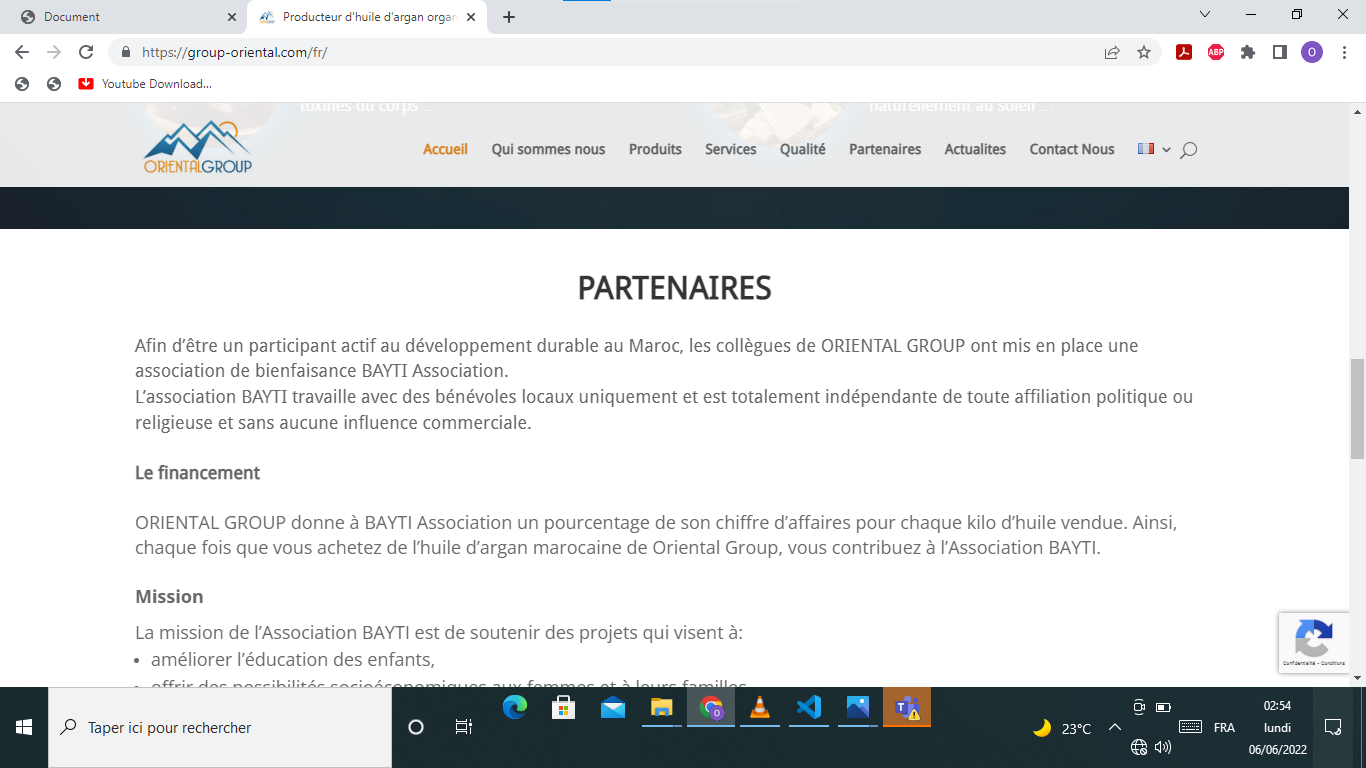 Document
Producteur d'huile d'argan organ
https://group-oriental.com/fr/
ABP
O
Youtube Download...
toxines du corps ...
naturellement au soleil ...
ORIENTALGROUP
Accueil
Qui sommes nous
Produits
Services
Qualité
Partenaires
Actualites
Contact Nous
PARTENAIRES
Afin d’être un participant actif au développement durable au Maroc, les collègues de ORIENTAL GROUP ont mis en place une
association de bienfaisance BAYTI Association.
L’association BAYTI travaille avec des bénévoles locaux uniquement et est totalement indépendante de toute affiliation politique ou
religieuse et sans aucune influence commerciale.
Le financement
ORIENTAL GROUP donne à BAYTI Association un pourcentage de son chiffre d’affaires pour chaque kilo d’huile vendue. Ainsi,
chaque fois que vous achetez de l’huile d’argan marocaine de Oriental Group, vous contribuez à l’Association BAYTI.
Mission
La mission de l’Association BAYTI est de soutenir des projets qui visent à:
• améliorer l’éducation des enfants,
• offrir des possibilités socioéconomiques aux femmes et à leurs familles
Confidentialité - Conditions
Taper ici pour rechercher
23°C
FRA
02:54
lundi
06/06/2022